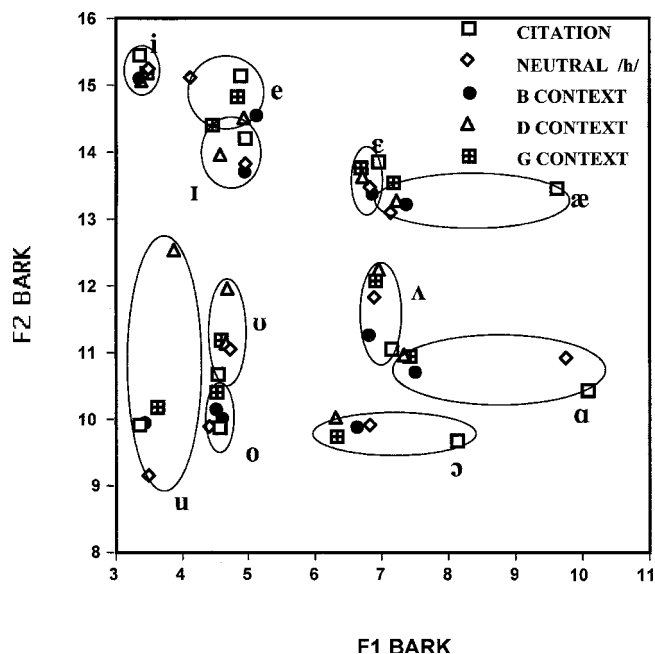 16
15
14
13
12
11
10
9
8
3 4 5 6 7 8 9 10 11
F2 BARK
F1 BARK
CITATION
NEUTRAL /h/
B CONTEXT
D CONTEXT
G CONTEXT
i
e
ɪ
ɛ
æ
ʊ
ʌ
ɑ
o
ɔ
u